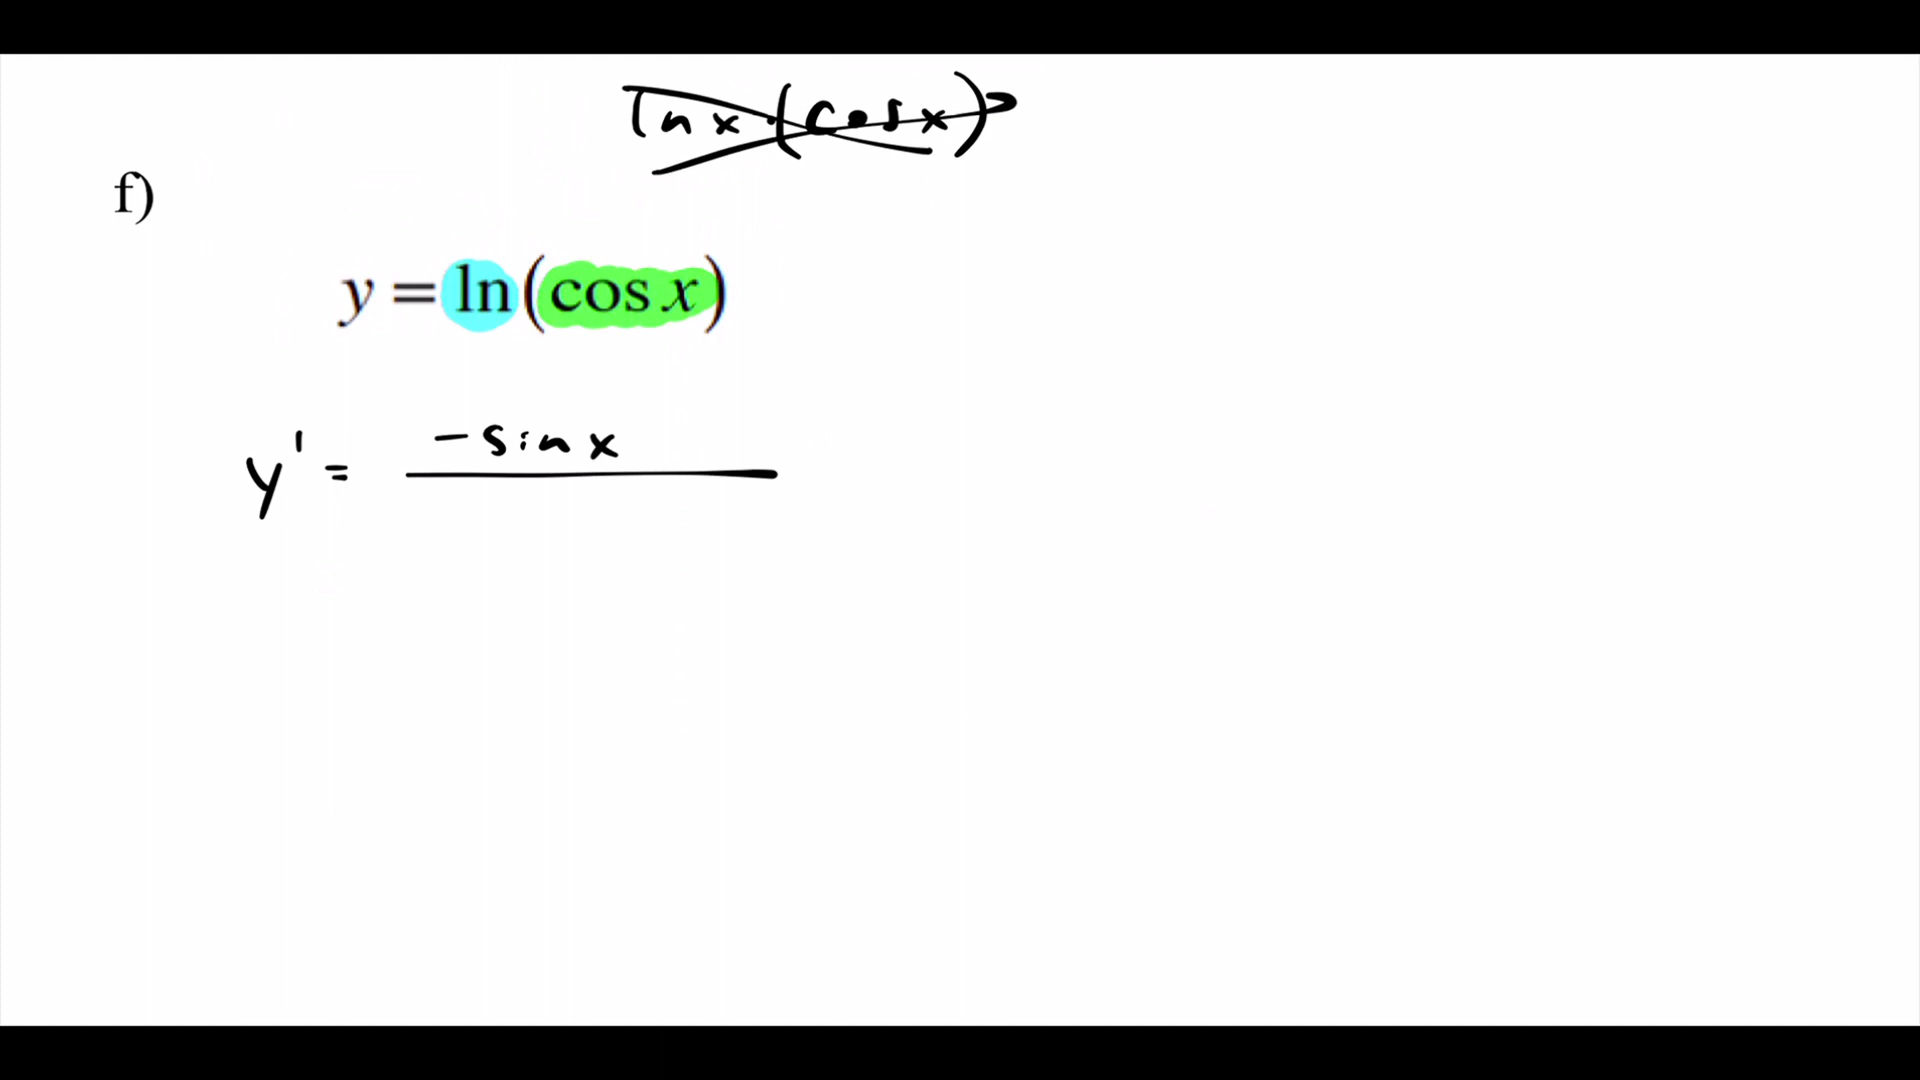 ln x · (cos x)
f)
y = ln(cos x)
y' = - sin x